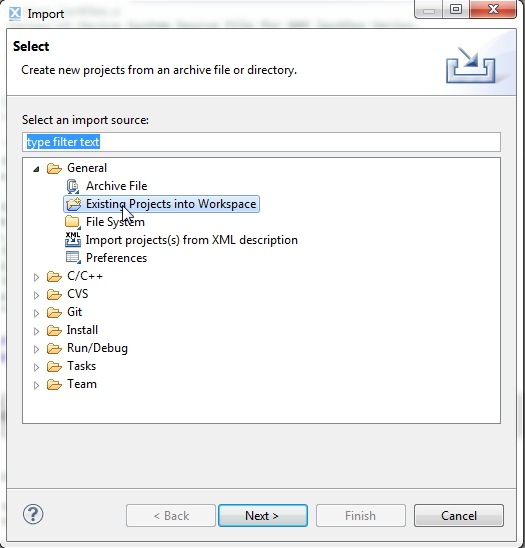 Import
Select
Create new projects from an archive file or directory.
Select an import source:
type filter text
General
Archive File
Existing Projects into Workspace
File System
Import projects(s) from XML description
Preferences
C/C++
CVS
Git
Install
Run/Debug
Tasks
Team
< Back
Next >
Finish
Cancel